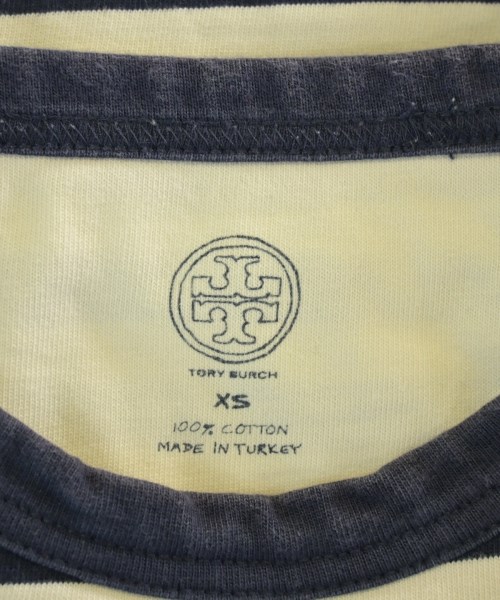 TORY BURCH
XS
100% COTTON
MADE IN TURKEY